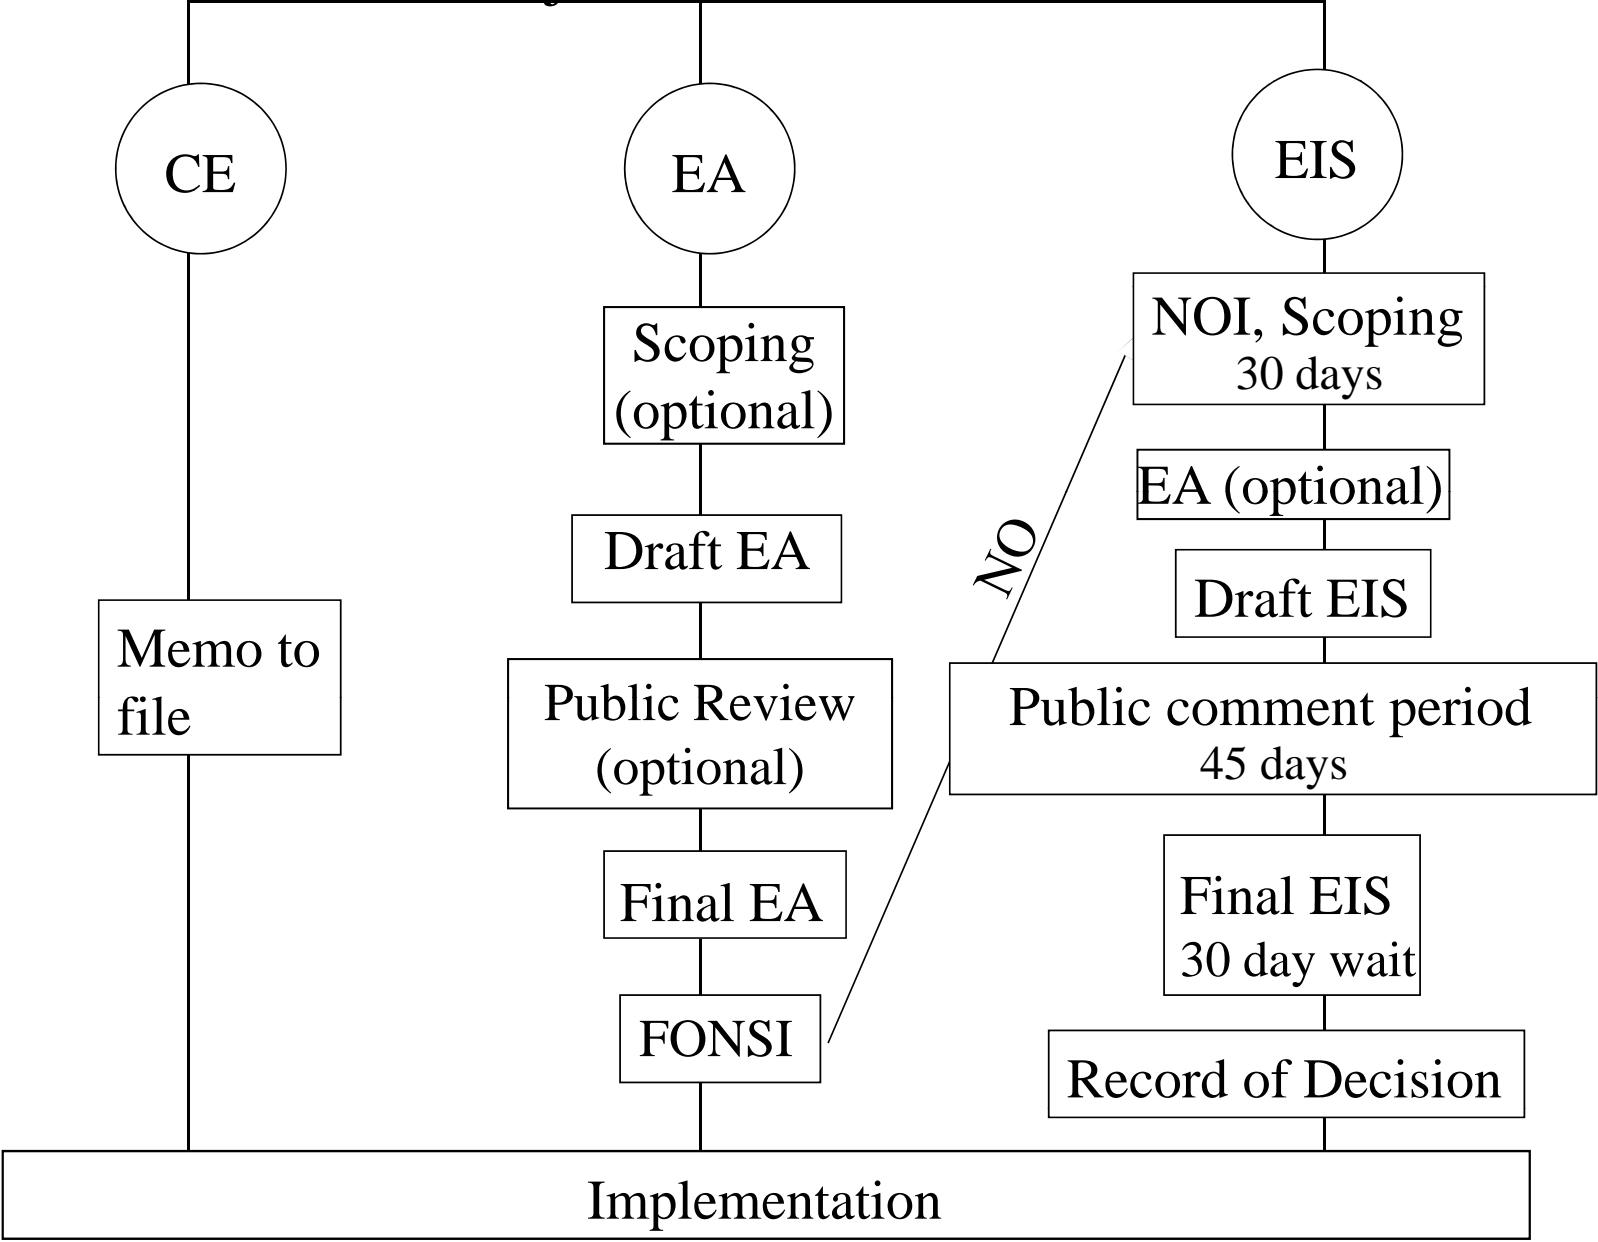 CE
EA
EIS
NOI, Scoping
30 days
Scoping
(optional)
EA (optional)
NO
Draft EA
Draft EIS
Memo to
file
Public Review
(optional)
Public comment period
45 days
Final EA
Final EIS
30 day wait
FONSI
Record of Decision
Implementation